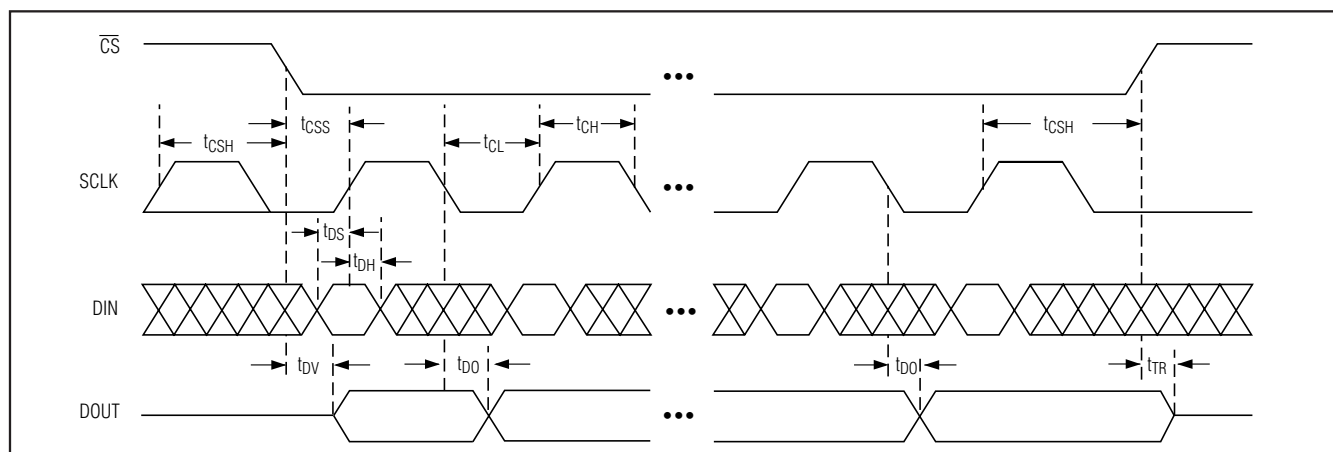 CS
tCSS
tCH
tCSH
tCL
tCSH
SCLK
tDS
tDH
DIN
tDV
tDO
tDO
tTR
DOUT